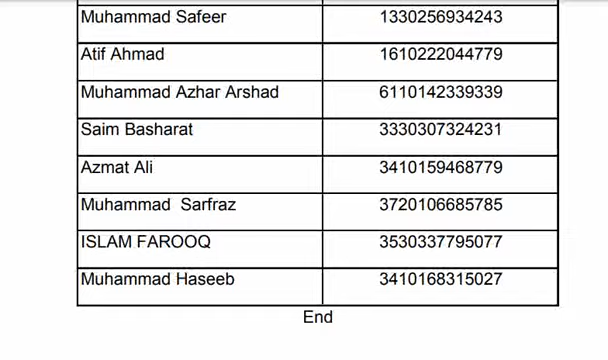 Muhammad Safeer 1330256934243
Atif Ahmad 1610222044779
Muhammad Azhar Arshad 6110142339339
Saim Basharat 3330307324231
Azmat Ali 3410159468779
Muhammad  Sarfraz 3720106685785
ISLAM FAROOQ 3530337795077
Muhammad Haseeb 3410168315027
End